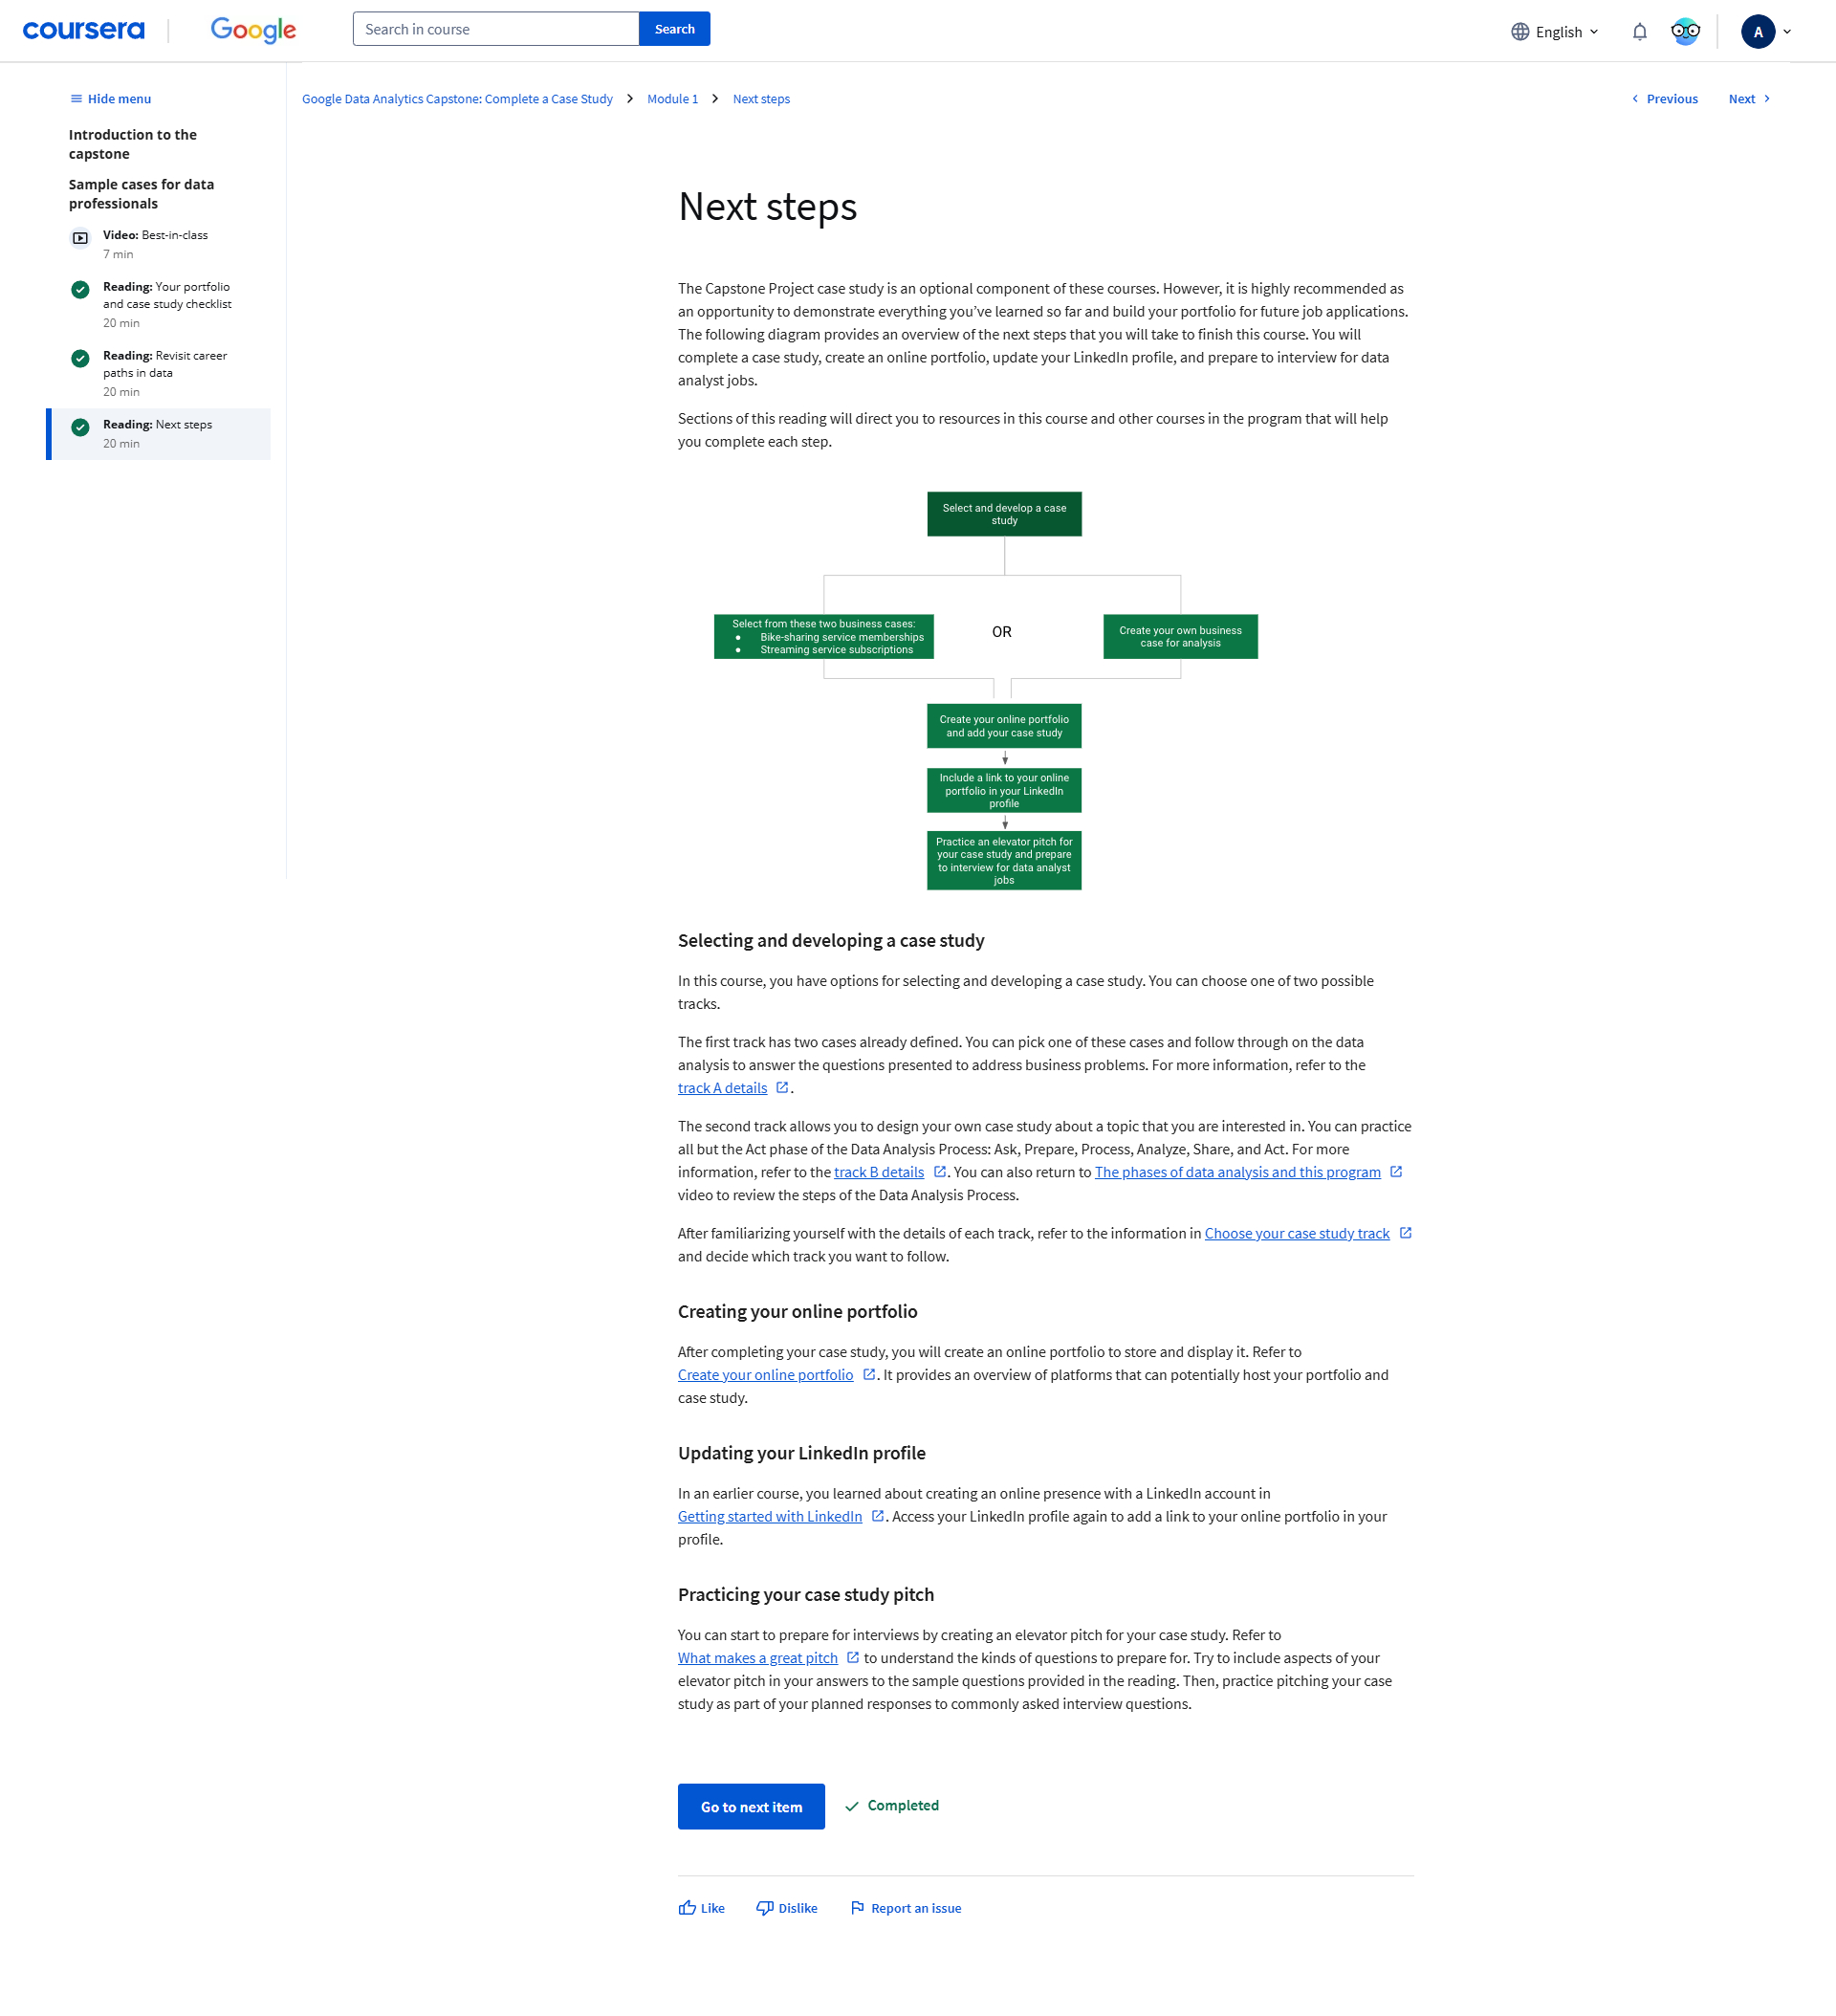 coursera
Google
Search in course
Search
English
A
Hide menu
Introduction to the
capstone
Sample cases for data
professionals
Video: Best-in-class
7 min
Reading: Your portfolio
and case study checklist
20 min
Reading: Revisit career
paths in data
20 min
Reading: Next steps
20 min
Google Data Analytics Capstone: Complete a Case Study
Module 1
Next steps
Previous
Next
Next steps
The Capstone Project case study is an optional component of these courses. However, it is highly recommended as
an opportunity to demonstrate everything you’ve learned so far and build your portfolio for future job applications.
The following diagram provides an overview of the next steps that you will take to finish this course. You will
complete a case study, create an online portfolio, update your LinkedIn profile, and prepare to interview for data
analyst jobs.
Sections of this reading will direct you to resources in this course and other courses in the program that will help
you complete each step.
Select and develop a case
study
Select from these two business cases:
● Bike-sharing service memberships
● Streaming service subscriptions
OR
Create your own business
case for analysis
Create your online portfolio
and add your case study
Include a link to your online
portfolio in your LinkedIn
profile
Practice an elevator pitch for
your case study and prepare
to interview for data analyst
jobs
Selecting and developing a case study
In this course, you have options for selecting and developing a case study. You can choose one of two possible
tracks.
The first track has two cases already defined. You can pick one of these cases and follow through on the data
analysis to answer the questions presented to address business problems. For more information, refer to the
track A details.
The second track allows you to design your own case study about a topic that you are interested in. You can practice
all but the Act phase of the Data Analysis Process: Ask, Prepare, Process, Analyze, Share, and Act. For more
information, refer to the track B details. You can also return to The phases of data analysis and this program
video to review the steps of the Data Analysis Process.
After familiarizing yourself with the details of each track, refer to the information in Choose your case study track
and decide which track you want to follow.
Creating your online portfolio
After completing your case study, you will create an online portfolio to store and display it. Refer to
Create your online portfolio. It provides an overview of platforms that can potentially host your portfolio and
case study.
Updating your LinkedIn profile
In an earlier course, you learned about creating an online presence with a LinkedIn account in
Getting started with LinkedIn. Access your LinkedIn profile again to add a link to your online portfolio in your
profile.
Practicing your case study pitch
You can start to prepare for interviews by creating an elevator pitch for your case study. Refer to
What makes a great pitch to understand the kinds of questions to prepare for. Try to include aspects of your
elevator pitch in your answers to the sample questions provided in the reading. Then, practice pitching your case
study as part of your planned responses to commonly asked interview questions.
Go to next item
Completed
Like
Dislike
Report an issue